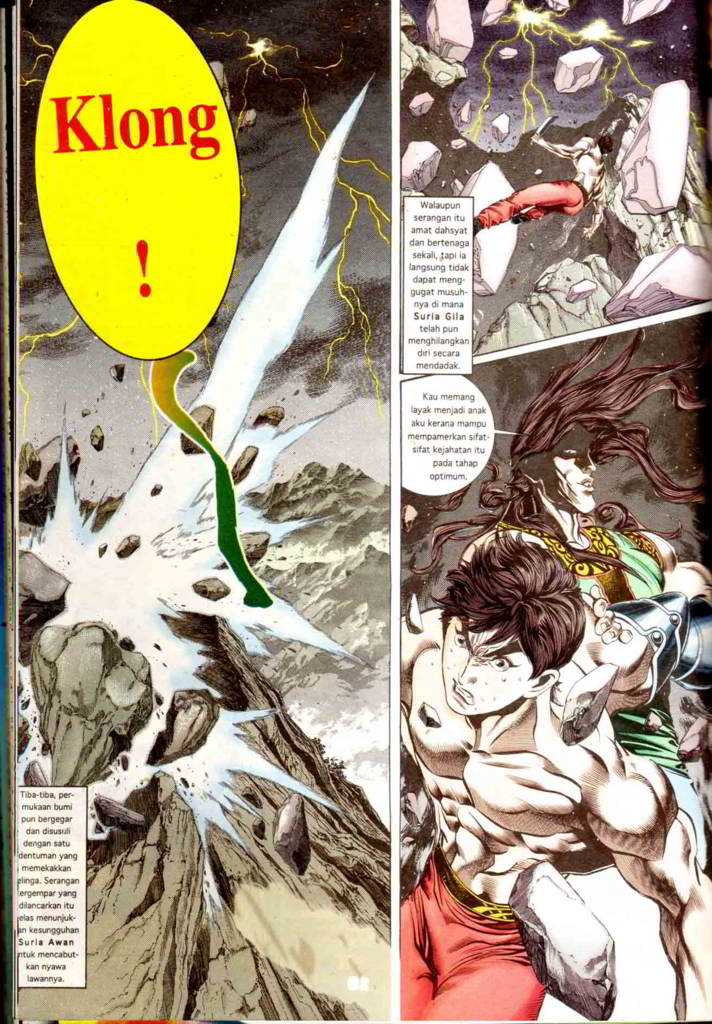 Klong
!
Tiba-tiba, per-
mukaan bumi
pun bergegar
dan disusuli
dengan satu
dentuman yang
memekakkan
elinga. Serangan
ergempar yang
dilancarkan itu
elas menunjuk-
an kesungguhan
Suria Awan
ntuk mencabut-
kan nyawa
lawannya.
Walaupun
serangan itu
amat dahsyat
dan bertenaga
sekali, tapi ia
langsung tidak
dapat meng-
gugat musuh-
nya di mana
Suria Gila
telah pun
menghilangkan
diri secara
mendadak.
Kau memang
layak menjadi anak
aku kerana mampu
mempamerkan sifat-
sifat kejahatan itu
pada tahap
optimum.